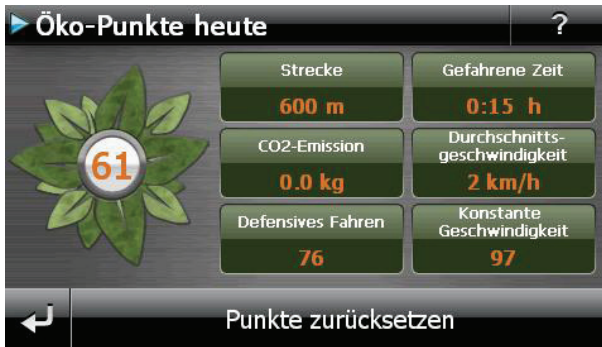 Öko-Punkte heute
?
61
Strecke
600 m
Gefahrene Zeit
0:15 h
CO2-Emission
0.0 kg
Durchschnitts-
geschwindigkeit
2 km/h
Defensives Fahren
76
Konstante
Geschwindigkeit
97
Punkte zurücksetzen